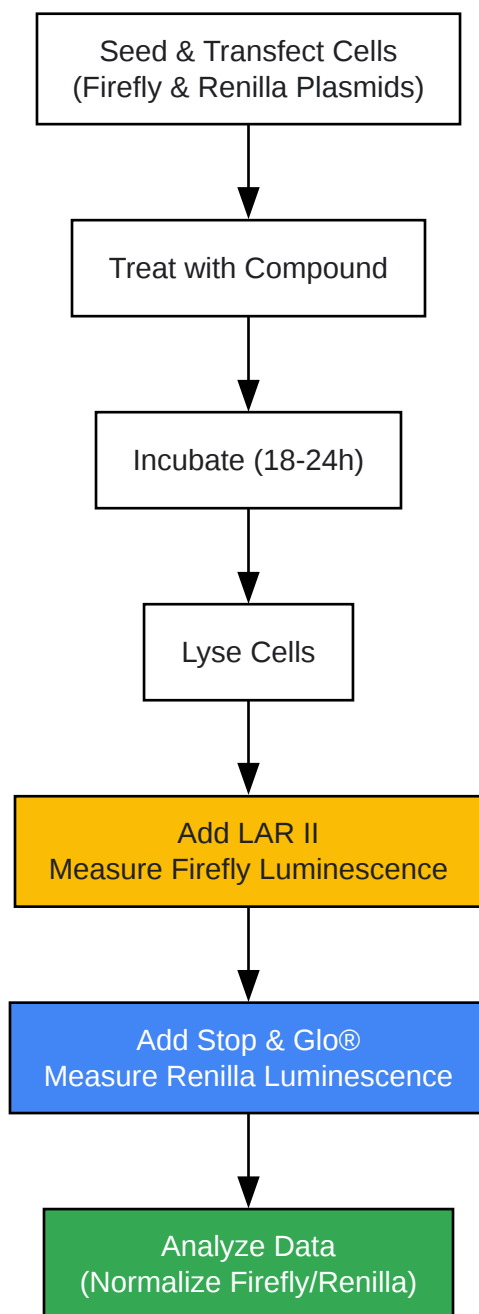 Seed & Transfect Cells
(Firefly & Renilla Plasmids)
Treat with Compound
Incubate (18-24h)
Lyse Cells
Add LAR II
Measure Firefly Luminescence
Add Stop & Glo®
Measure Renilla Luminescence
Analyze Data
(Normalize Firefly/Renilla)